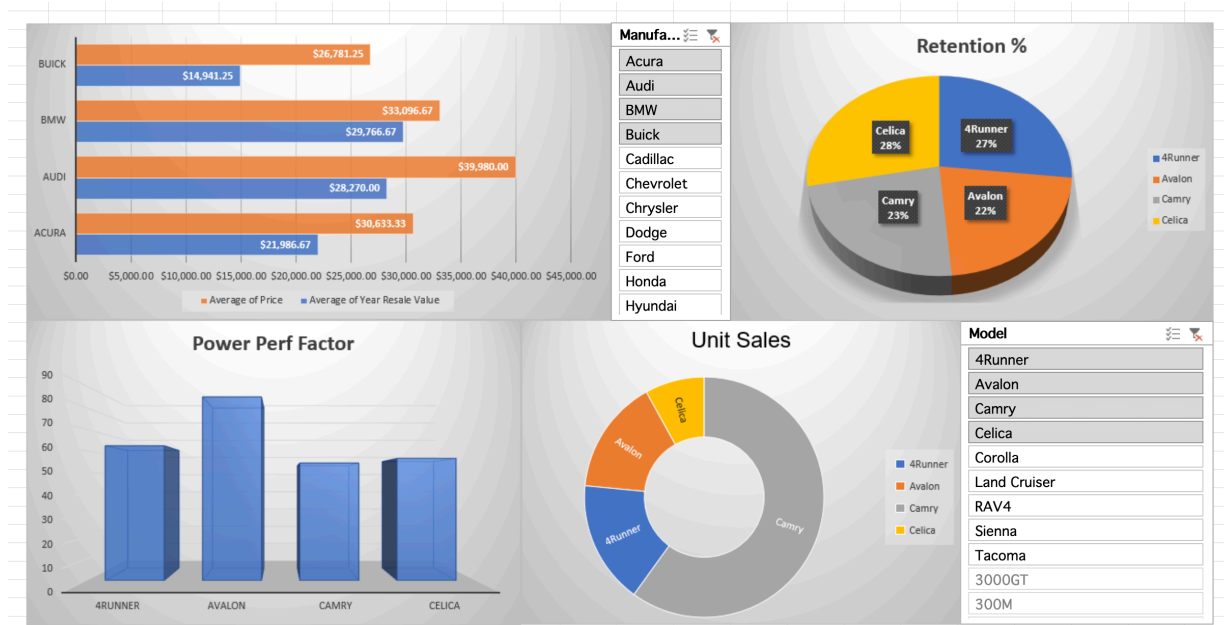 BUICK
$26,781.25
$14,941.25
BMW
$33,096.67
$29,766.67
AUDI
$39,980.00
$28,270.00
ACURA
$30,633.33
$21,986.67
$0.00 $5,000.00 $10,000.00 $15,000.00 $20,000.00 $25,000.00 $30,000.00 $35,000.00 $40,000.00 $45,000.00
Average of Price Average of Year Resale Value
Manufa...
Acura
Audi
BMW
Buick
Cadillac
Chevrolet
Chrysler
Dodge
Ford
Honda
Hyundai
Retention %
Celica
28%
4Runner
27%
Camry
23%
Avalon
22%
4Runner
Avalon
Camry
Celica
Power Perf Factor
90
80
70
60
50
40
30
20
10
0
4RUNNER AVALON CAMRY CELICA
Unit Sales
Celica
Avalon
4Runner
Camry
4Runner
Avalon
Camry
Celica
Model
4Runner
Avalon
Camry
Celica
Corolla
Land Cruiser
RAV4
Sienna
Tacoma
3000GT
300M